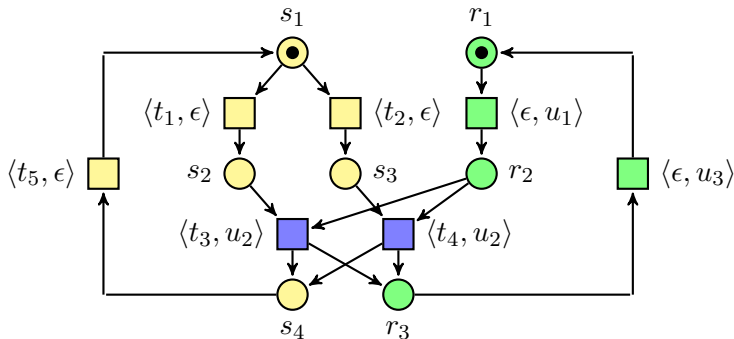 s₁ r₁
⟨t₁, ϵ⟩ ⟨t₂, ϵ⟩ ⟨ϵ, u₁⟩
⟨t₅, ϵ⟩ s₂ s₃ r₂ ⟨ϵ, u₃⟩
⟨t₃, u₂⟩ ⟨t₄, u₂⟩
s₄ r₃